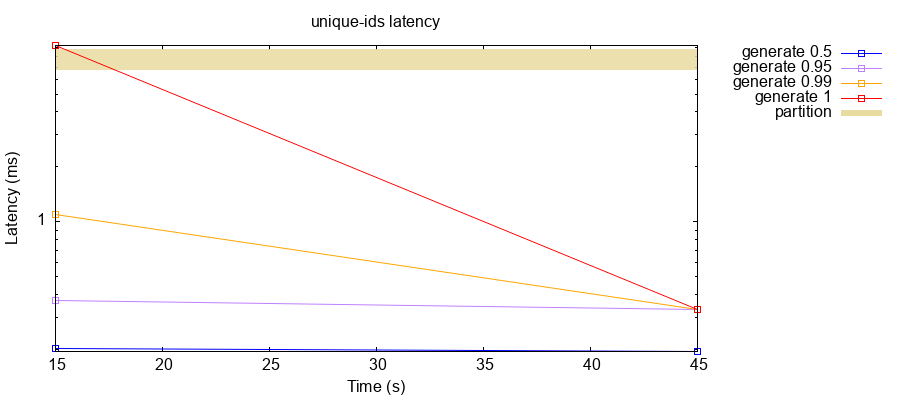 unique-ids latency
generate 0.5
generate 0.95
generate 0.99
generate 1
partition
Latency (ms)
1
15 20 25 30 35 40 45
Time (s)